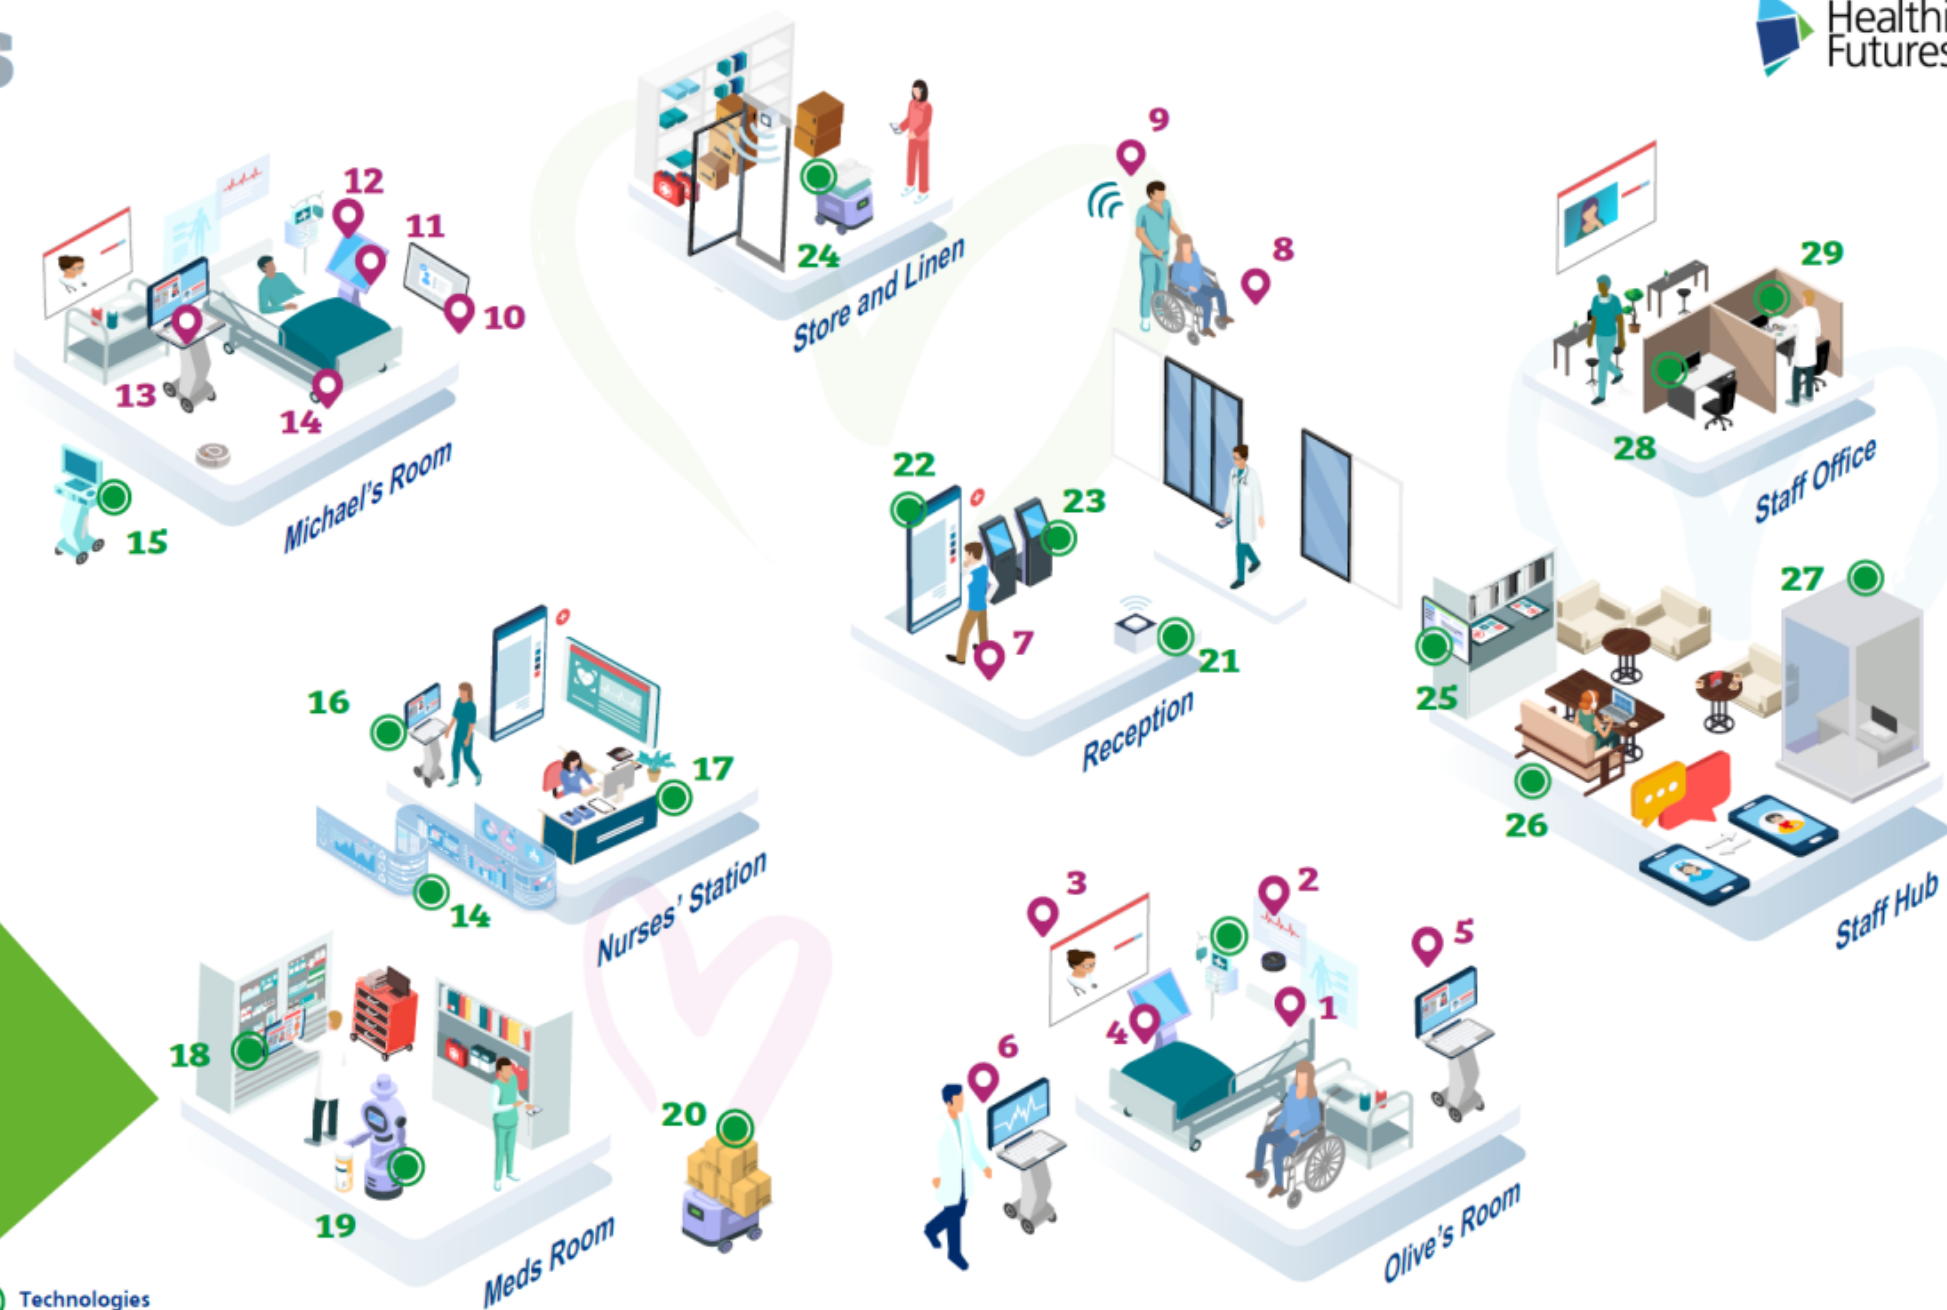 s
Healthi
Futures
9
12
11
8
24
29
Store and Linen
10
13
14
28
22
23
Staff Office
15
Michael's Room
27
7
21
25
16
Reception
17
26
14
Nurses' Station
3
2
5
Staff Hub
4
1
6
18
20
19
Meds Room
Olive's Room
Technologies